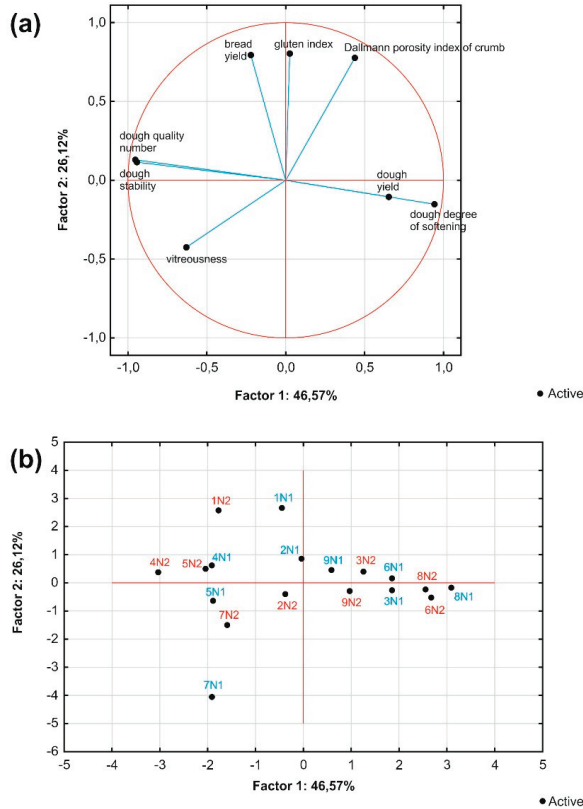 (a)
1,0
0,5
0,0
-0,5
-1,0
Factor 2: 26,12%
bread
yield
gluten index
Dallmann porosity index of crumb
dough quality
number
dough
stability
dough
yield
dough degree
of softening
vitreousness
-1,0 -0,5 0,0 0,5 1,0
Factor 1: 46,57%
Active
(b)
5
4
3
2
1
0
-1
-2
-3
-4
-5
-6
Factor 2: 26,12%
1N2 1N1
4N2 5N2 4N1 2N1 9N1 3N2 6N1 8N2
5N1 7N2 2N2 9N2 3N1 6N2 8N1
7N1
-5 -4 -3 -2 -1 0 1 2 3 4 5
Factor 1: 46,57%
Active